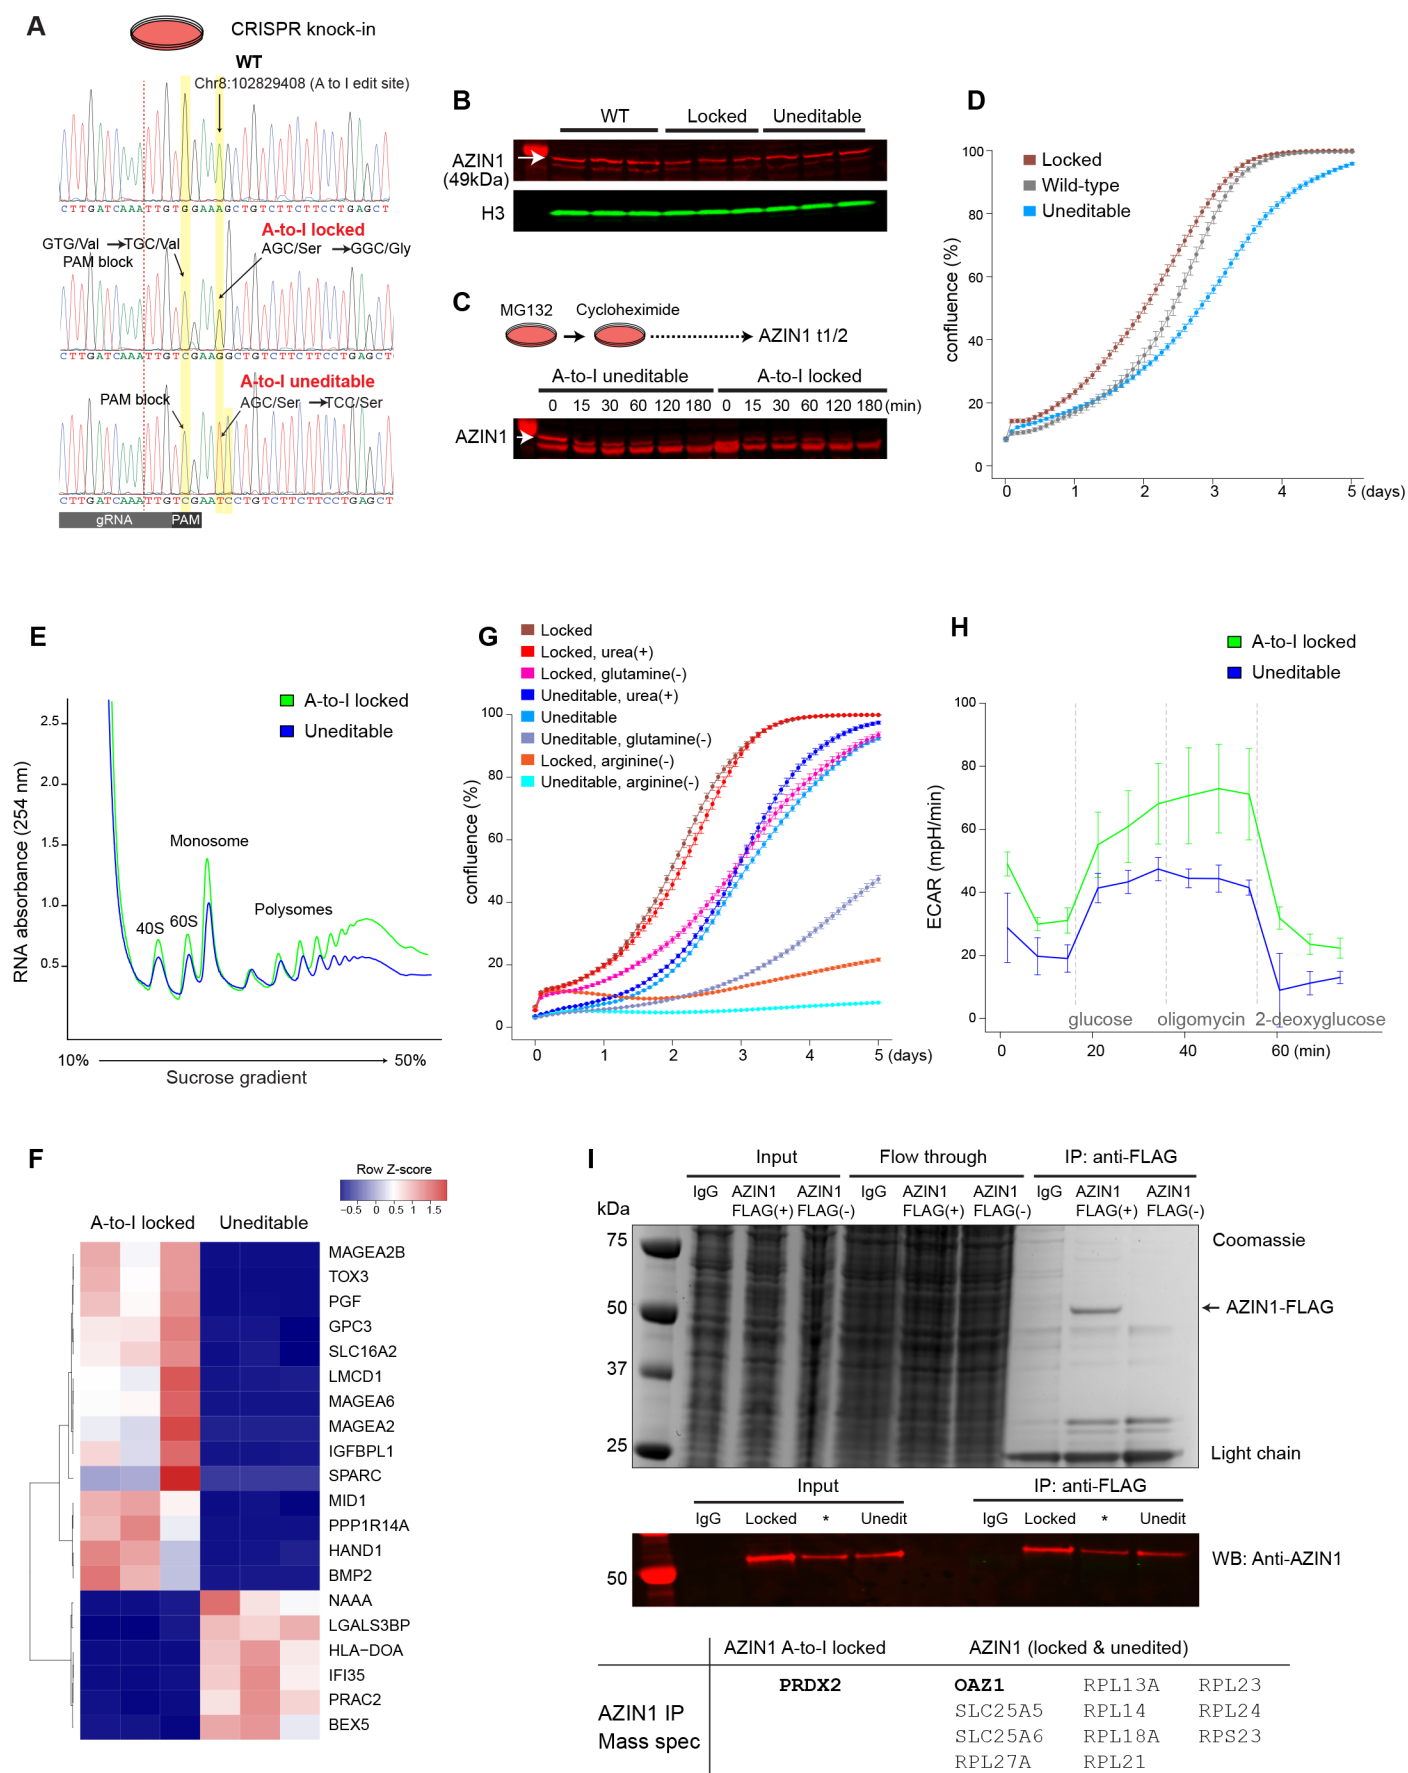 A
CRISPR knock-in
WT
Chr8:102829408 (A to I edit site)
CTTGATCAAATTGTGGAAAGCTGTCTTCTTCCTGAGCT
A-to-I locked
GTG/Val →TGC/Val
AGC/Ser →GGC/Gly
PAM block
CTTGATCAAATTGTCGAAGGCTGTCTTCTTCCTGAGCT
A-to-I uneditable
PAM block
AGC/Ser →TCC/Ser
CTTGATCAAATTGTCGAATCCTGTCTTCTTCCTGAGCT
gRNA PAM
B
WT Locked Uneditable
AZIN1
(49kDa)
H3
C
MG132 Cycloheximide
AZIN1 t1/2
A-to-I uneditable A-to-I locked
0 15 30 60 120 180 0 15 30 60 120 180 (min)
AZIN1
D
Locked
Wild-type
Uneditable
confluence (%)
100
80
60
40
20
0
0 1 2 3 4 5 (days)
E
A-to-I locked
Uneditable
RNA absorbance (254 nm)
2.5
2.0
1.5
1.0
0.5
Monosome
40S 60S
Polysomes
10% 50%
Sucrose gradient
G
Locked
Locked, urea(+)
Locked, glutamine(-)
Uneditable, urea(+)
Uneditable
Uneditable, glutamine(-)
Locked, arginine(-)
Uneditable, arginine(-)
confluence (%)
100
80
60
40
20
0
0 1 2 3 4 5 (days)
H
A-to-I locked
Uneditable
ECAR (mpH/min)
100
80
60
40
20
0
glucose oligomycin 2-deoxyglucose
0 20 40 60 (min)
F
Row Z-score
−0.5 0 0.5 1 1.5
A-to-I locked Uneditable
MAGEA2B
TOX3
PGF
GPC3
SLC16A2
LMCD1
MAGEA6
MAGEA2
IGFBPL1
SPARC
MID1
PPP1R14A
HAND1
BMP2
NAAA
LGALS3BP
HLA−DOA
IFI35
PRAC2
BEX5
I
Input Flow through IP: anti-FLAG
IgG AZIN1 AZIN1 IgG AZIN1 AZIN1 IgG AZIN1 AZIN1
FLAG(+) FLAG(-) FLAG(+) FLAG(-) FLAG(+) FLAG(-)
kDa
75
50
37
25
Coomassie
← AZIN1-FLAG
Light chain
Input IP: anti-FLAG
IgG Locked * Unedit IgG Locked * Unedit
50
WB: Anti-AZIN1
AZIN1 A-to-I locked AZIN1 (locked & unedited)
AZIN1 IP
Mass spec
PRDX2 OAZ1 RPL13A RPL23
SLC25A5 RPL14 RPL24
SLC25A6 RPL18A RPS23
RPL27A RPL21